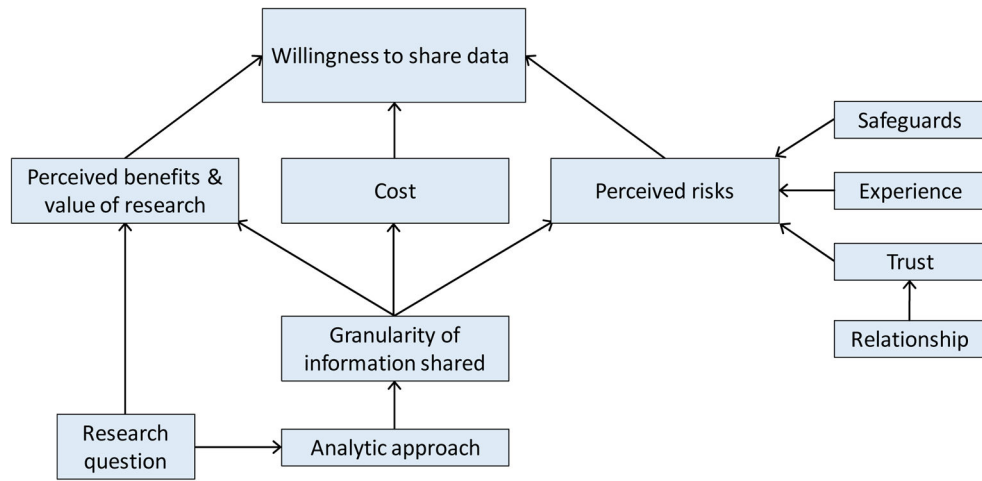 Willingness to share data
Safeguards
Perceived benefits &
value of research
Cost
Perceived risks
Experience
Trust
Granularity of
information shared
Relationship
Research
question
Analytic approach